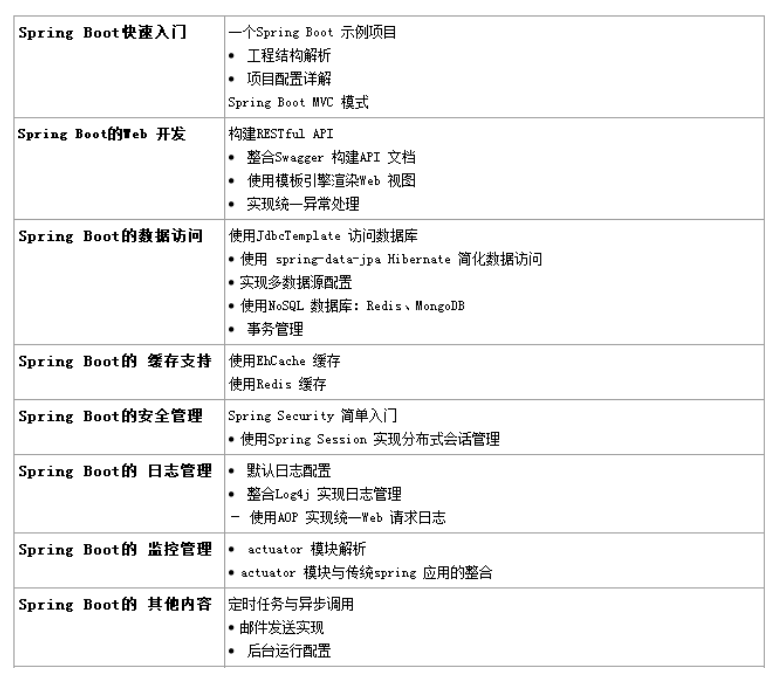 Spring Boot快速入门
一个Spring Boot 示例项目
• 工程结构解析
• 项目配置详解
Spring Boot MVC 模式
Spring Boot的Web 开发
构建RESTful API
• 整合Swagger 构建API 文档
• 使用模板引擎渲染Web 视图
• 实现统一异常处理
Spring Boot的数据访问
使用JdbcTemplate 访问数据库
• 使用 spring-data-jpa Hibernate 简化数据访问
• 实现多数据源配置
• 使用NoSQL 数据库：Redis、MongoDB
• 事务管理
Spring Boot的 缓存支持
使用EhCache 缓存
使用Redis 缓存
Spring Boot的安全管理
Spring Security 简单入门
• 使用Spring Session 实现分布式会话管理
Spring Boot的 日志管理
• 默认日志配置
• 整合Log4j 实现日志管理
— 使用AOP 实现统一Web 请求日志
Spring Boot的 监控管理
• actuator 模块解析
• actuator 模块与传统spring 应用的整合
Spring Boot的 其他内容
定时任务与异步调用
• 邮件发送实现
• 后台运行配置